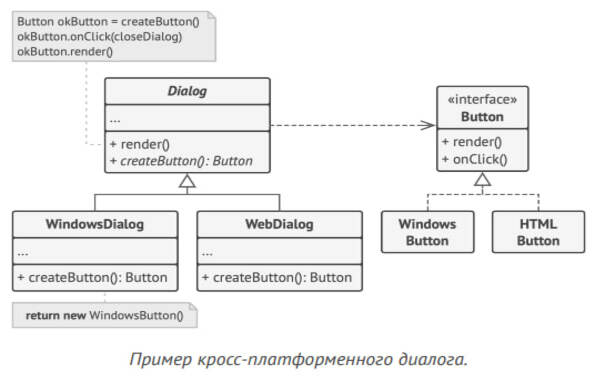 Button okButton = createButton()
okButton.onClick(closeDialog)
okButton.render()
Dialog
...
+ render()
+ createButton(): Button
«interface»
Button
+ render()
+ onClick()
WindowsDialog
...
+ createButton(): Button
WebDialog
...
+ createButton(): Button
Windows
Button
HTML
Button
return new WindowsButton()
Пример кросс-платформенного диалога.